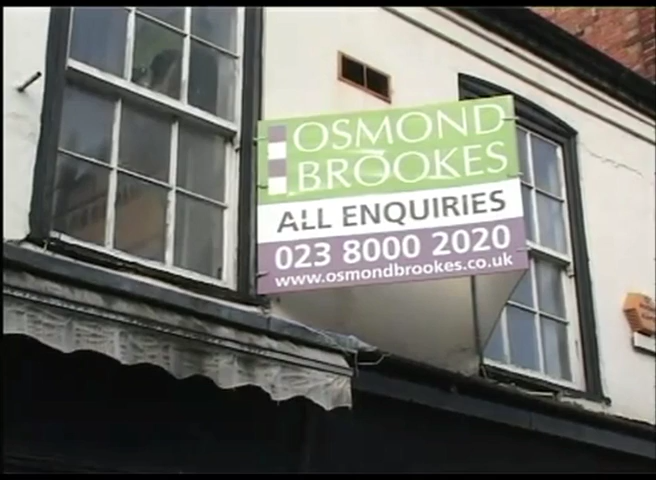 OSMOND
BROOKES
ALL ENQUIRIES
023 8000 2020
www.osmondbrookes.co.uk